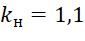 kн = 1,1